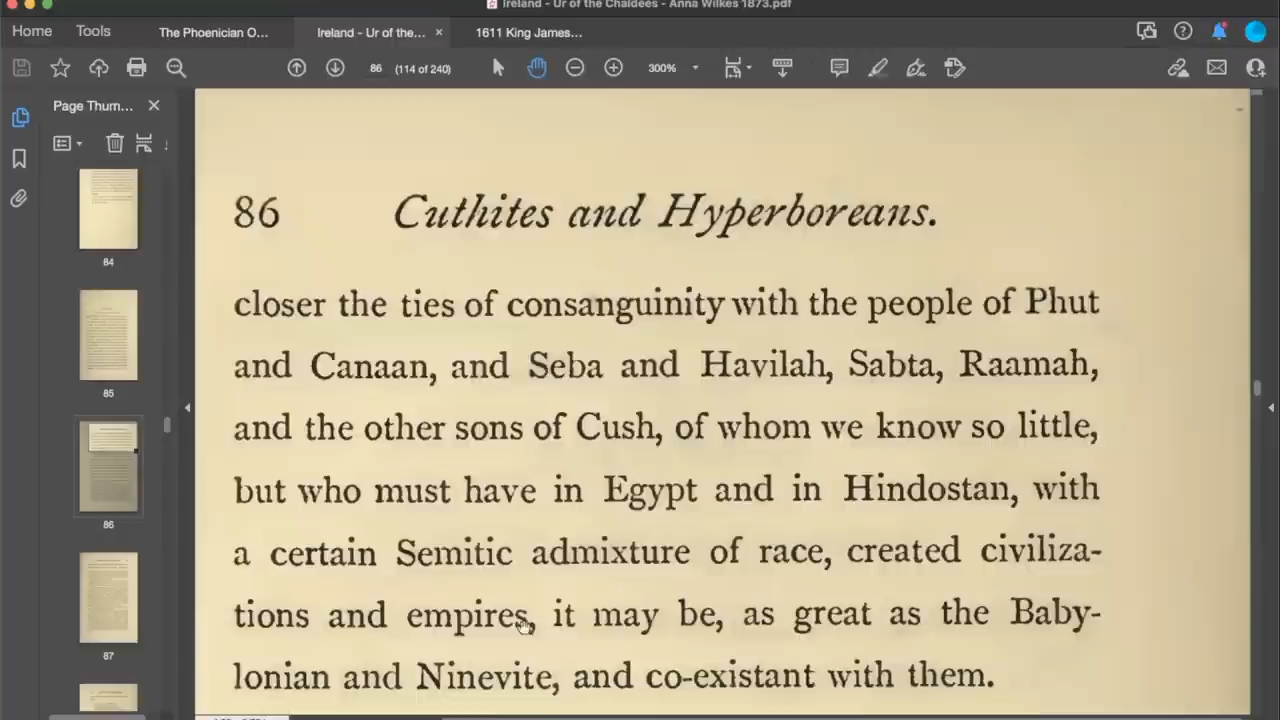 Ireland - Ur of the Chaldees - Anna Wilkes 1873.pdf
Home Tools The Phoenician O... Ireland - Ur of the... × 1611 King James...
86 (114 of 240) 300%
Page Thum...
84
85
86
87
86 Cuthites and Hyperboreans.
closer the ties of consanguinity with the people of Phut
and Canaan, and Seba and Havilah, Sabta, Raamah,
and the other sons of Cush, of whom we know so little,
but who must have in Egypt and in Hindostan, with
a certain Semitic admixture of race, created civiliza-
tions and empires, it may be, as great as the Baby-
lonian and Ninevite, and co-existant with them.